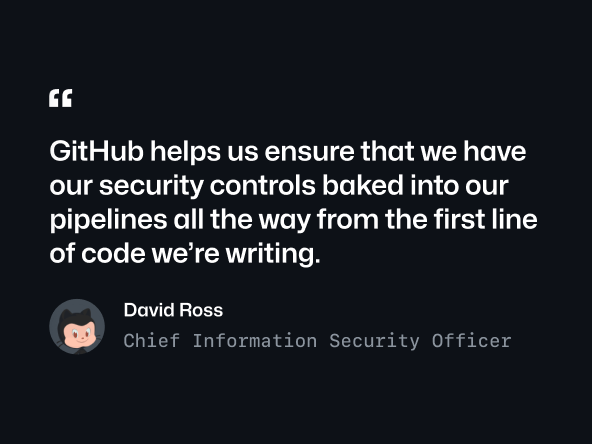 “
GitHub helps us ensure that we have
our security controls baked into our
pipelines all the way from the first line
of code we’re writing.
David Ross
Chief Information Security Officer